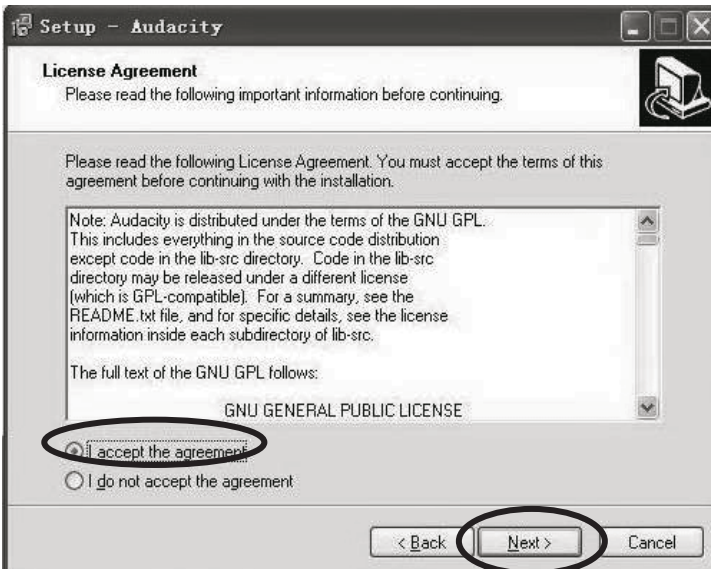 Setup - Audacity
License Agreement
Please read the following important information before continuing.
Please read the following License Agreement. You must accept the terms of this
agreement before continuing with the installation.
Note: Audacity is distributed under the terms of the GNU GPL.
This includes everything in the source code distribution
except code in the lib-src directory. Code in the lib-src
directory may be released under a different license
(which is GPL-compatible). For a summary, see the
README.txt file, and for specific details, see the license
information inside each subdirectory of lib-src.
The full text of the GNU GPL follows:
GNU GENERAL PUBLIC LICENSE
I accept the agreement
I do not accept the agreement
< Back Next > Cancel